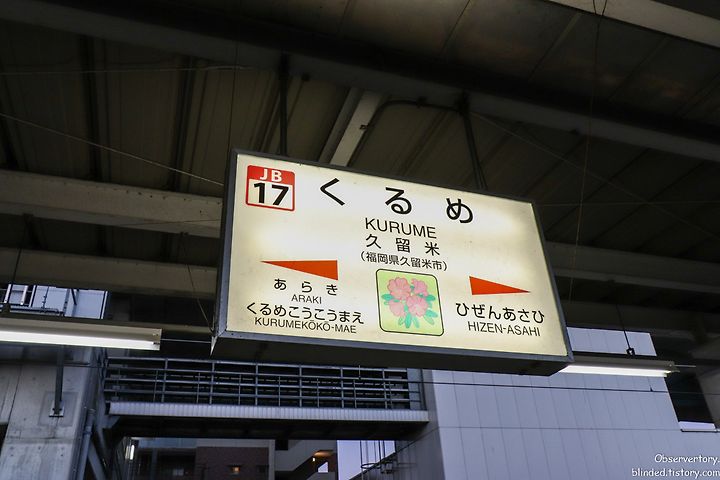 JB
17
くるめ
KURUME
久留米
(福岡県久留米市)
あらき
ARAKI
くるめこうこうまえ
KURUMEKŌKŌ-MAE
ひぜんあさひ
HIZEN-ASAHI
Observertory.
blinded.tistory.com